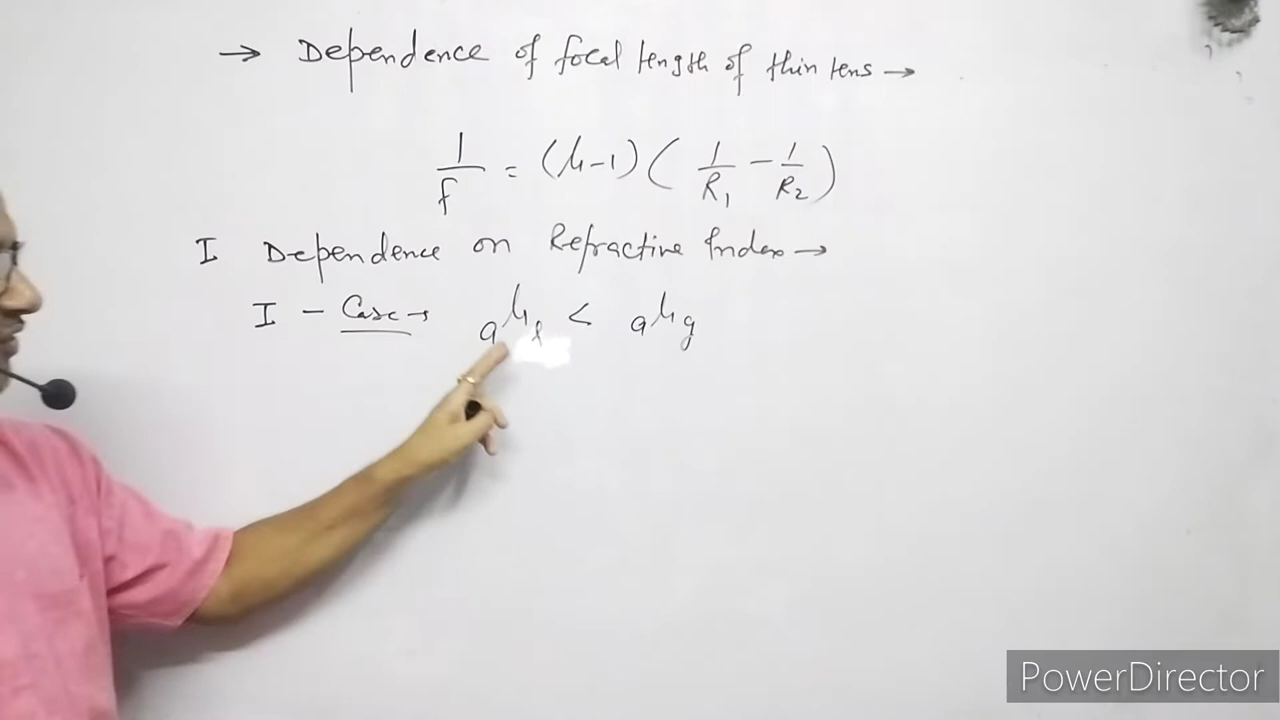 → Dependence of focal length of thin lens →
1/f = (μ-1) ( 1/R₁ - 1/R₂ )
I Dependence on Refractive Index →
I - Case → aμl < aμg
PowerDirector